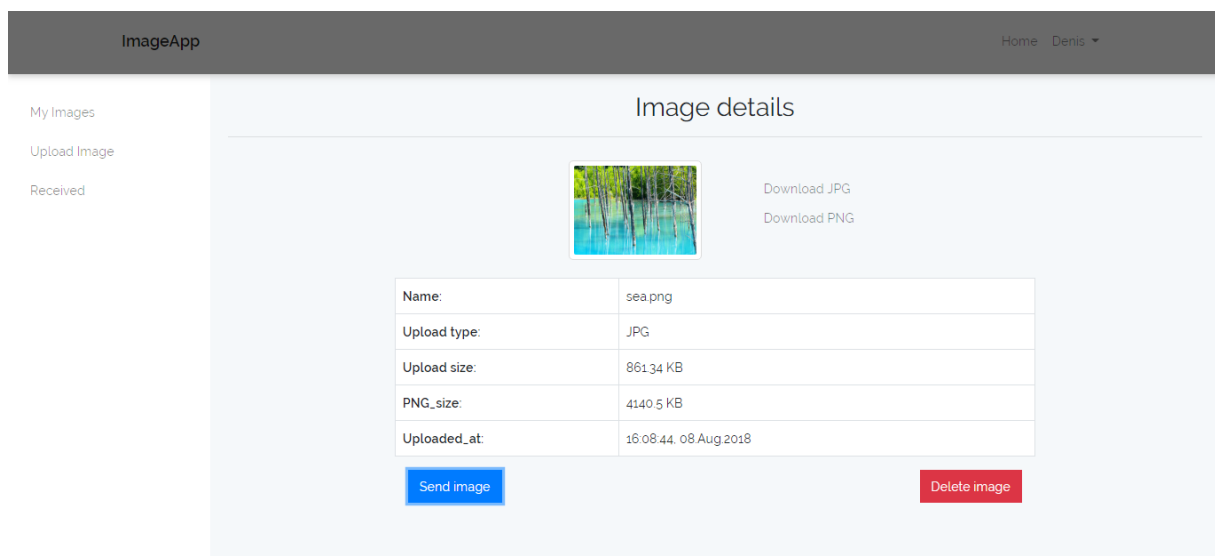 ImageApp
Home Denis
My Images
Upload Image
Received
Image details
Download JPG
Download PNG
Name: sea.png
Upload type: JPG
Upload size: 861.34 KB
PNG_size: 4140.5 KB
Uploaded_at: 16:08:44, 08.Aug.2018
Send image Delete image